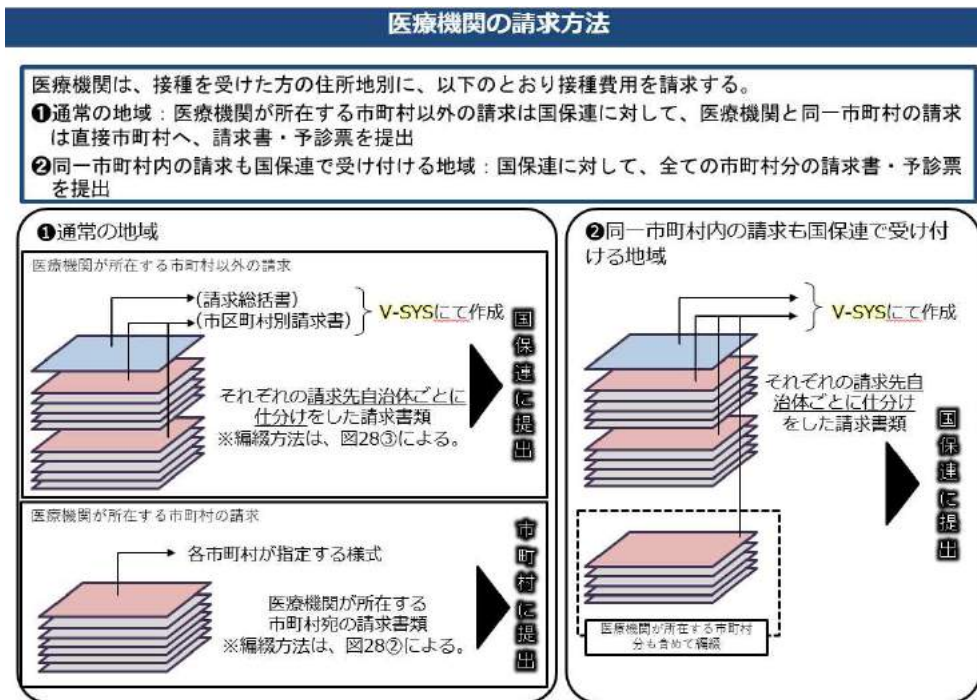 医療機関の請求方法
医療機関は、接種を受けた方の住所地別に、以下のとおり接種費用を請求する。
❶通常の地域：医療機関が所在する市町村以外の請求は国保連に対して、医療機関と同一市町村の請求
は直接市町村へ、請求書・予診票を提出
❷同一市町村内の請求も国保連で受け付ける地域：国保連に対して、全ての市町村分の請求書・予診票
を提出
❶通常の地域
医療機関が所在する市町村以外の請求
(請求総括書)
(市区町村別請求書)
V-SYSにて作成
それぞれの請求先自治体ごとに
仕分けをした請求書類
※編綴方法は、図28③による。
国保連に提出
医療機関が所在する市町村の請求
各市町村が指定する様式
医療機関が所在する
市町村宛の請求書類
※編綴方法は、図28②による。
市町村に提出
❷同一市町村内の請求も国保連で受け付
ける地域
V-SYSにて作成
それぞれの請求先自
治体ごとに仕分け
をした請求書類
国保連に提出
医療機関が所在する市町村
分も含めて編綴